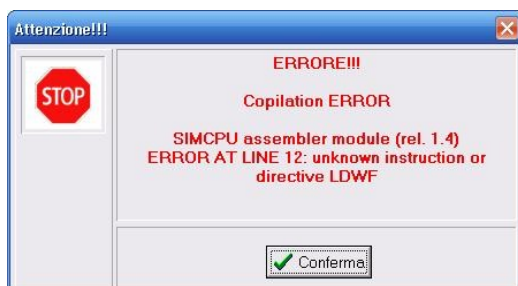 Attenzione!!!
STOP
ERRORE!!!
Copilation ERROR
SIMCPU assembler module (rel. 1.4)
ERROR AT LINE 12: unknown instruction or
directive LDWF
Conferma